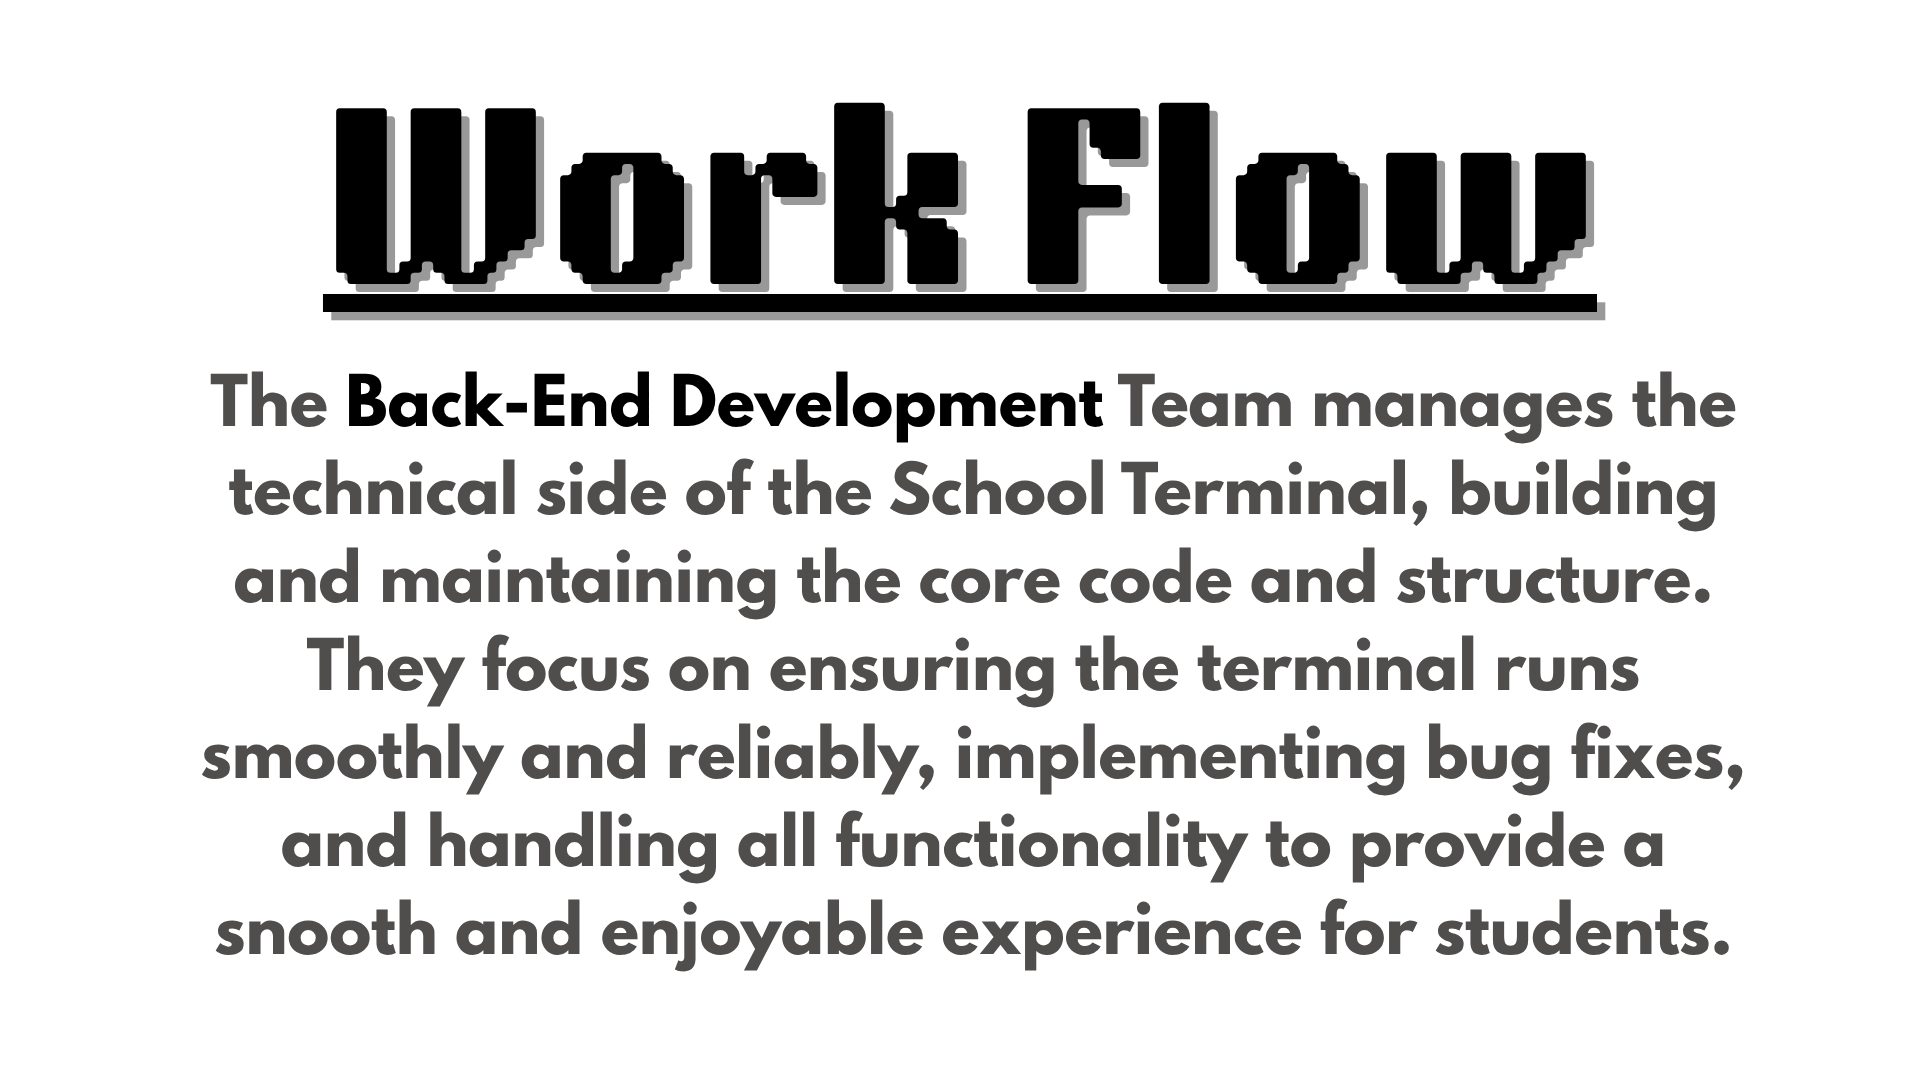 Work Flow
The Back-End Development Team manages the
technical side of the School Terminal, building
and maintaining the core code and structure.
They focus on ensuring the terminal runs
smoothly and reliably, implementing bug fixes,
and handling all functionality to provide a
snooth and enjoyable experience for students.